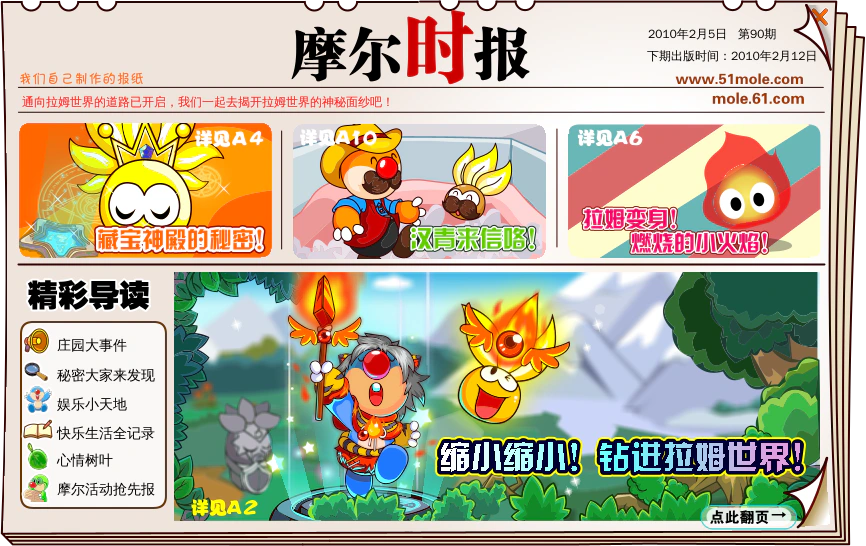 摩尔时报
2010年2月5日 第90期
下期出版时间：2010年2月12日
我们自己制作的报纸
www.51mole.com
通向拉姆世界的道路已开启，我们一起去揭开拉姆世界的神秘面纱吧！
mole.61.com
详见A4
藏宝神殿的秘密！
详见A10
汉青来信咯！
详见A6
拉姆变身！
燃烧的小火焰！
精彩导读
庄园大事件
秘密大家来发现
娱乐小天地
快乐生活全记录
心情树叶
摩尔活动抢先报
缩小缩小！钻进拉姆世界！
详见A2
点此翻页→